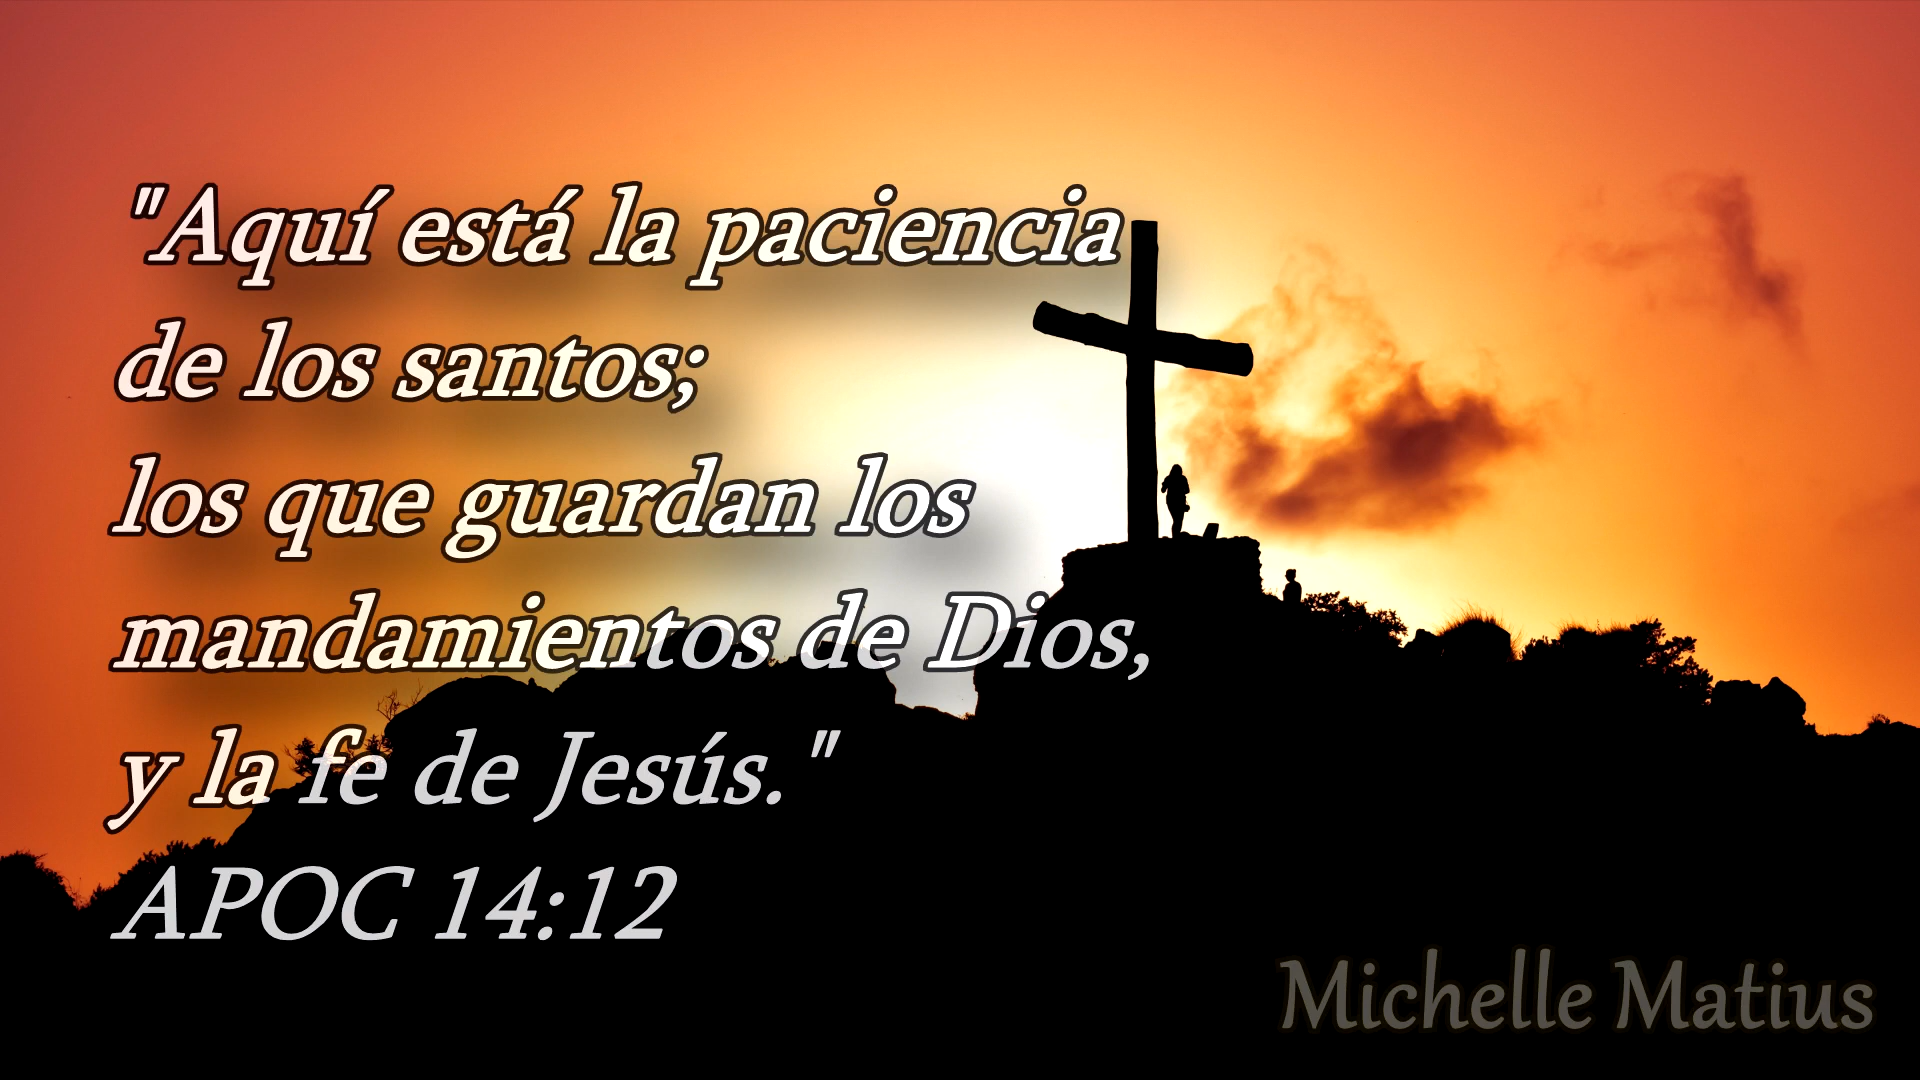 "Aquí está la paciencia
de los santos;
los que guardan los
mandamientos de Dios,
y la fe de Jesús."
APOC 14:12
Michelle Matius